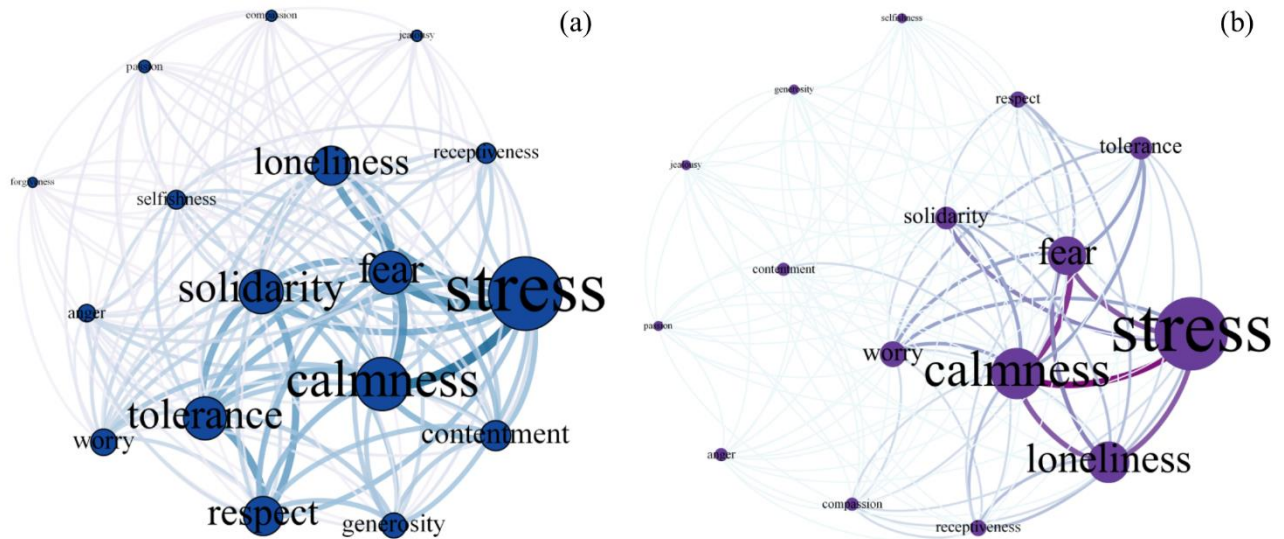 (a)
compassion
jealousy
passion
loneliness
receptiveness
forgiveness
selfishness
fear
solidarity
stress
anger
calmness
tolerance
worry
contentment
respect
generosity
(b)
selfishness
generosity
respect
tolerance
jealousy
solidarity
fear
contentment
passion
stress
worry
calmness
anger
loneliness
compassion
receptiveness